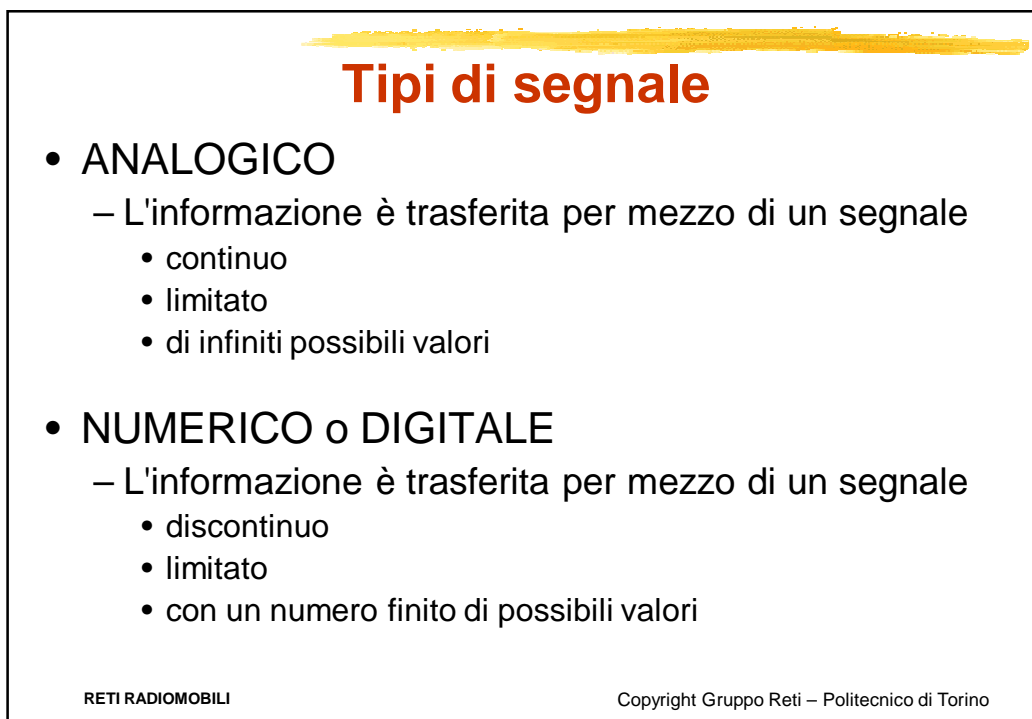 Tipi di segnale
• ANALOGICO
– L'informazione è trasferita per mezzo di un segnale
• continuo
• limitato
• di infiniti possibili valori
• NUMERICO o DIGITALE
– L'informazione è trasferita per mezzo di un segnale
• discontinuo
• limitato
• con un numero finito di possibili valori
RETI RADIOMOBILI
Copyright Gruppo Reti – Politecnico di Torino